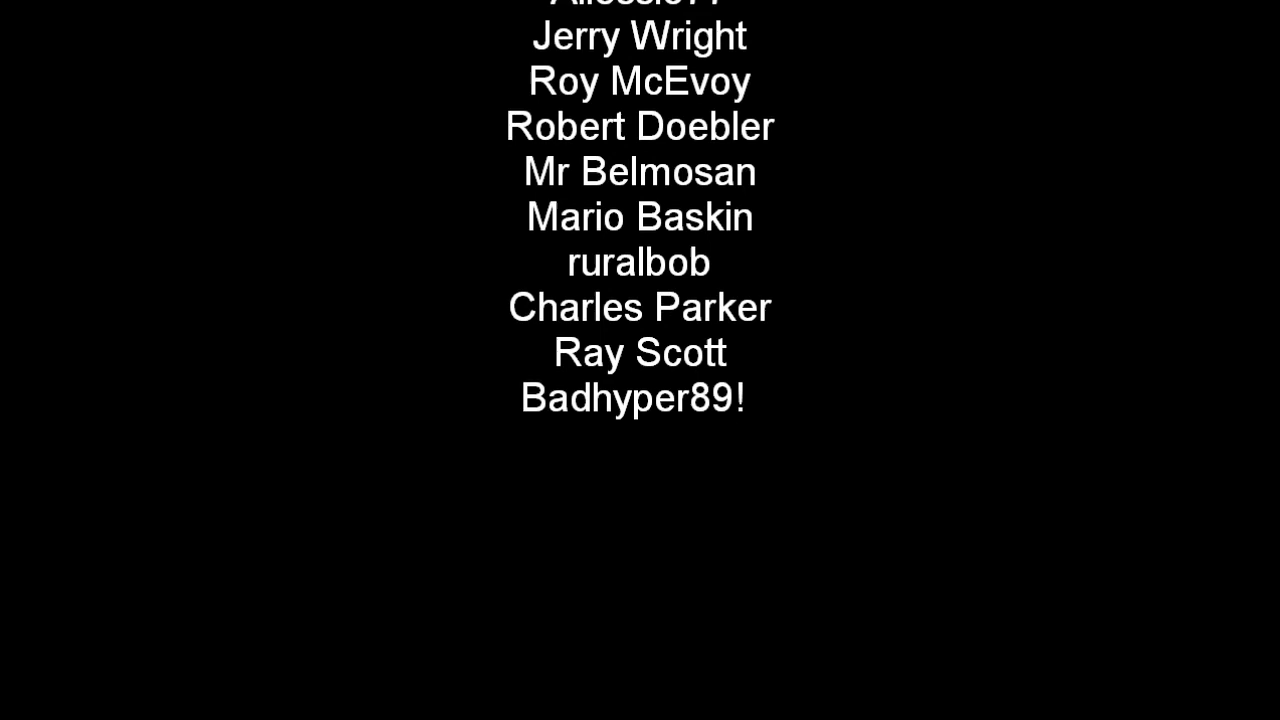 Jerry Wright
Roy McEvoy
Robert Doebler
Mr Belmosan
Mario Baskin
ruralbob
Charles Parker
Ray Scott
Badhyper89!